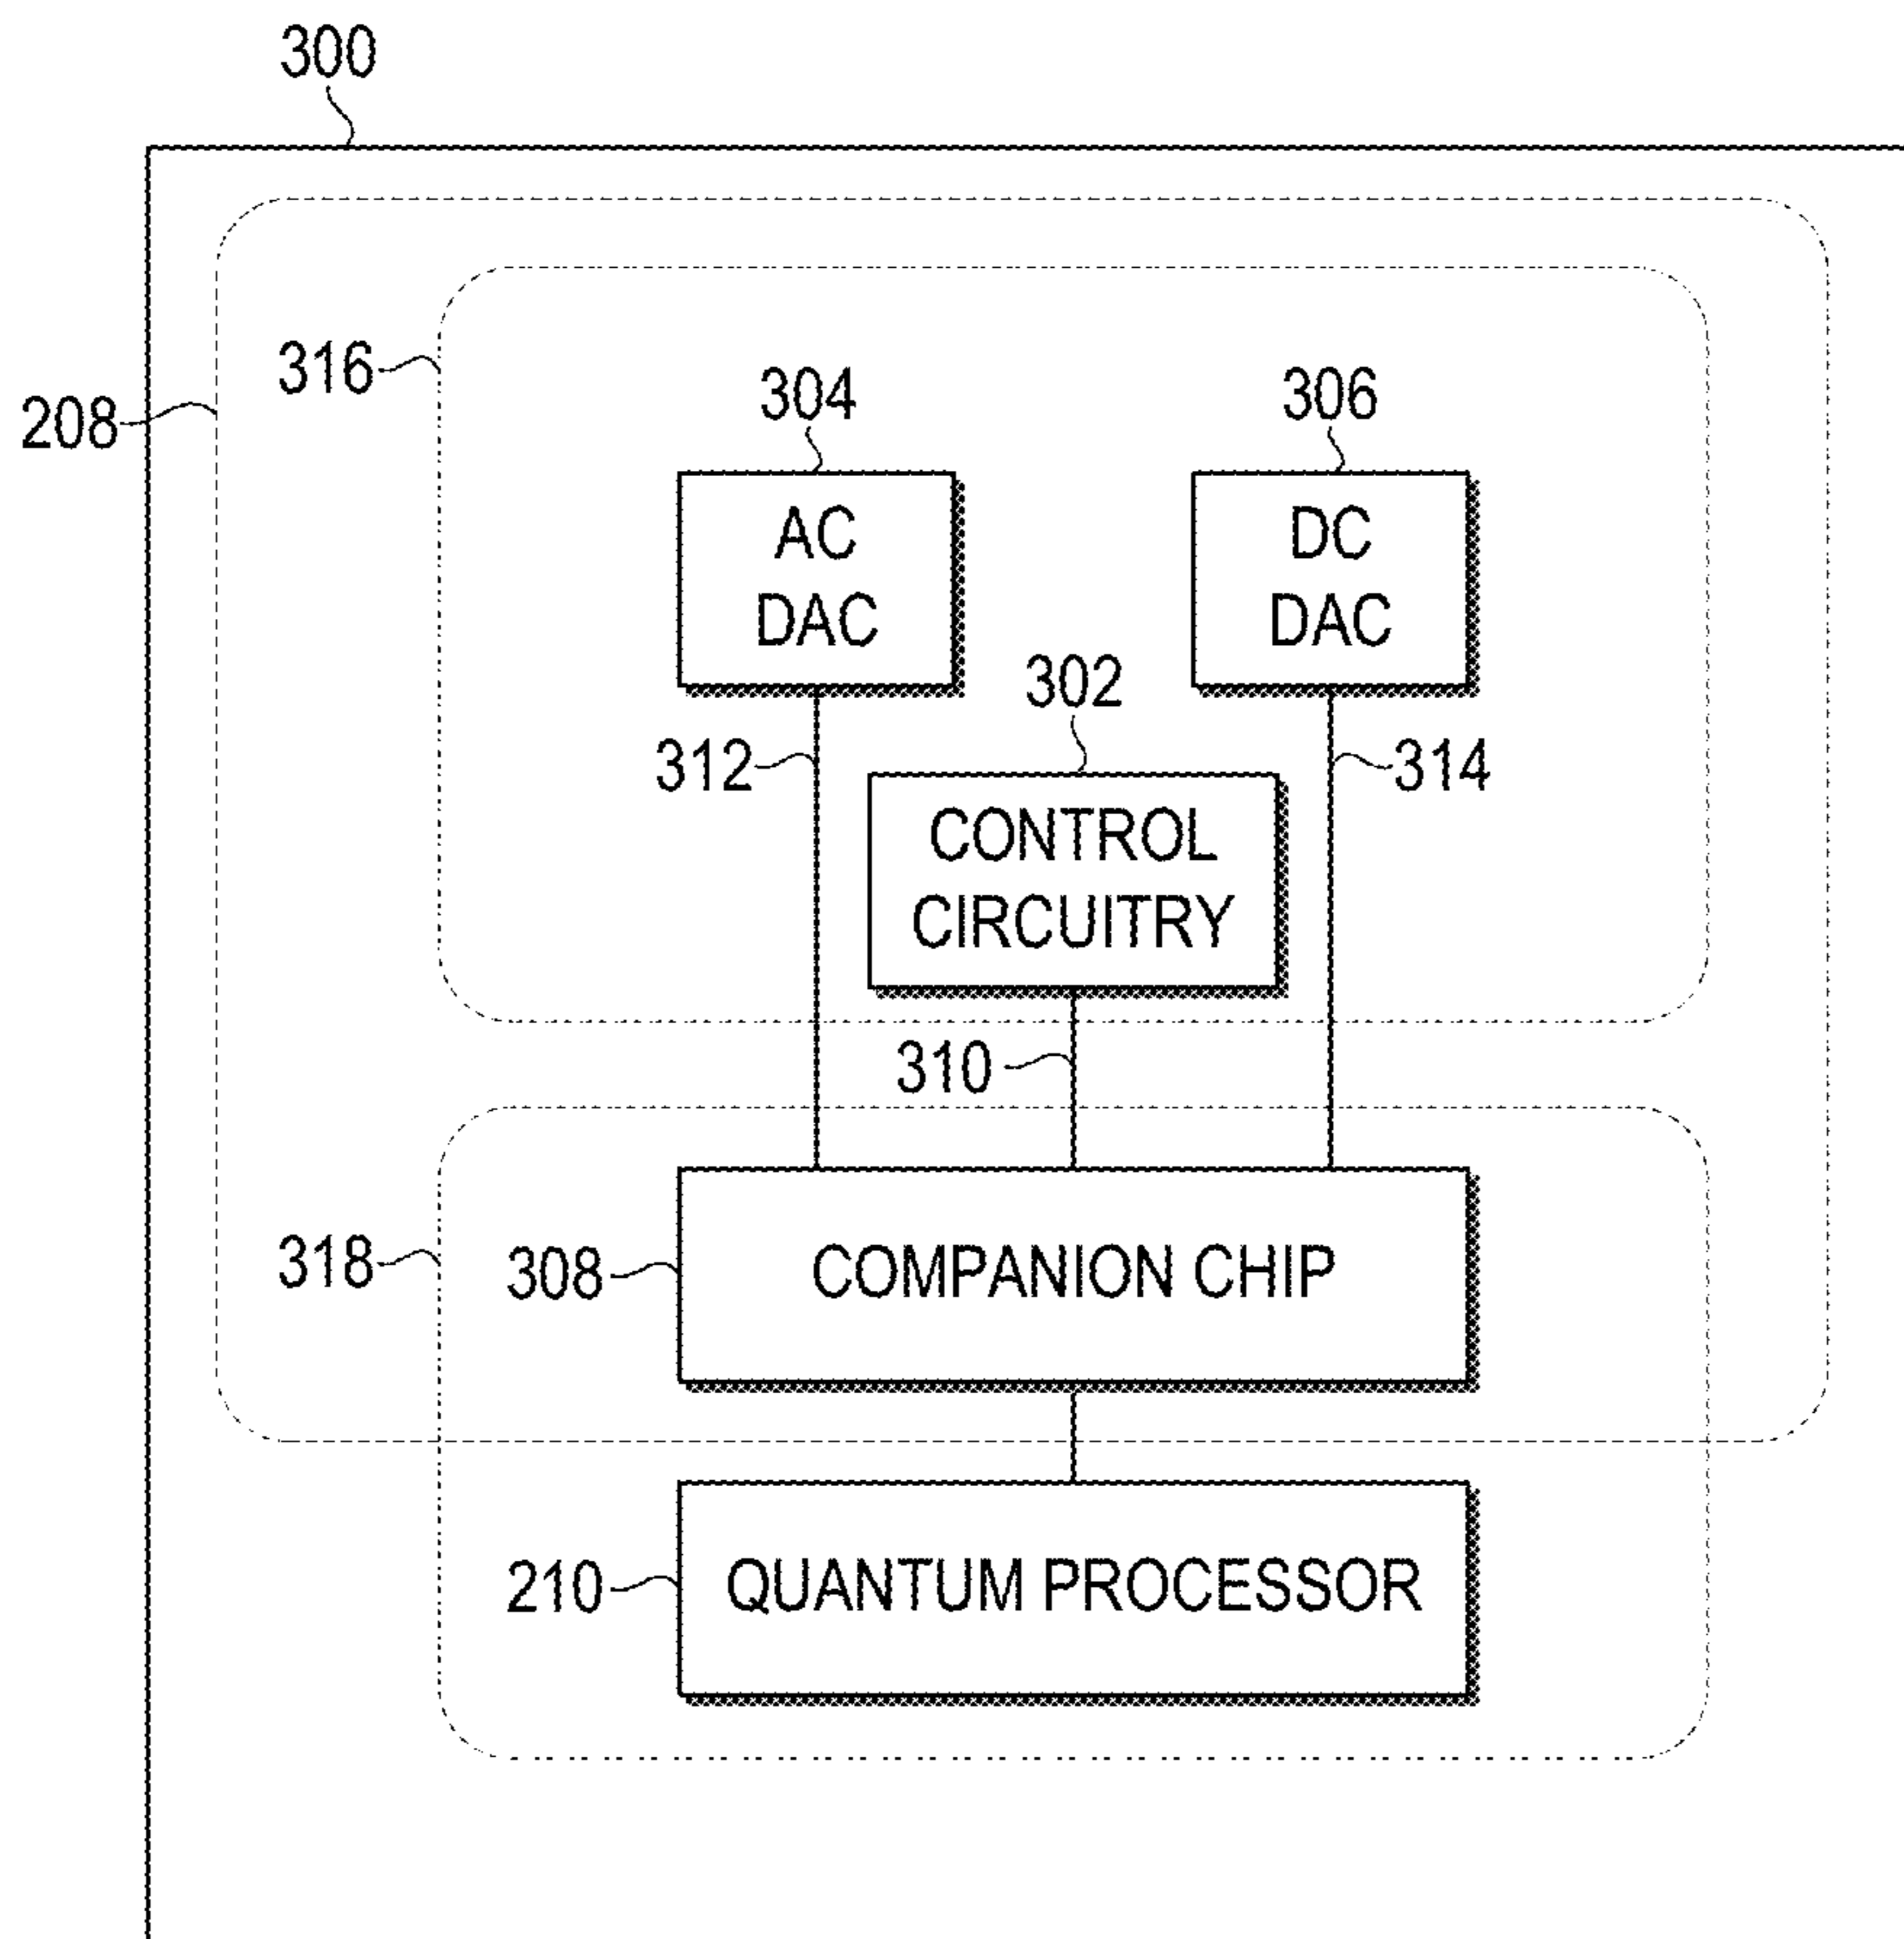 300
316
208
304
306
AC
DAC
DC
DAC
302
312
314
CONTROL
CIRCUITRY
310
318
308
COMPANION CHIP
210
QUANTUM PROCESSOR